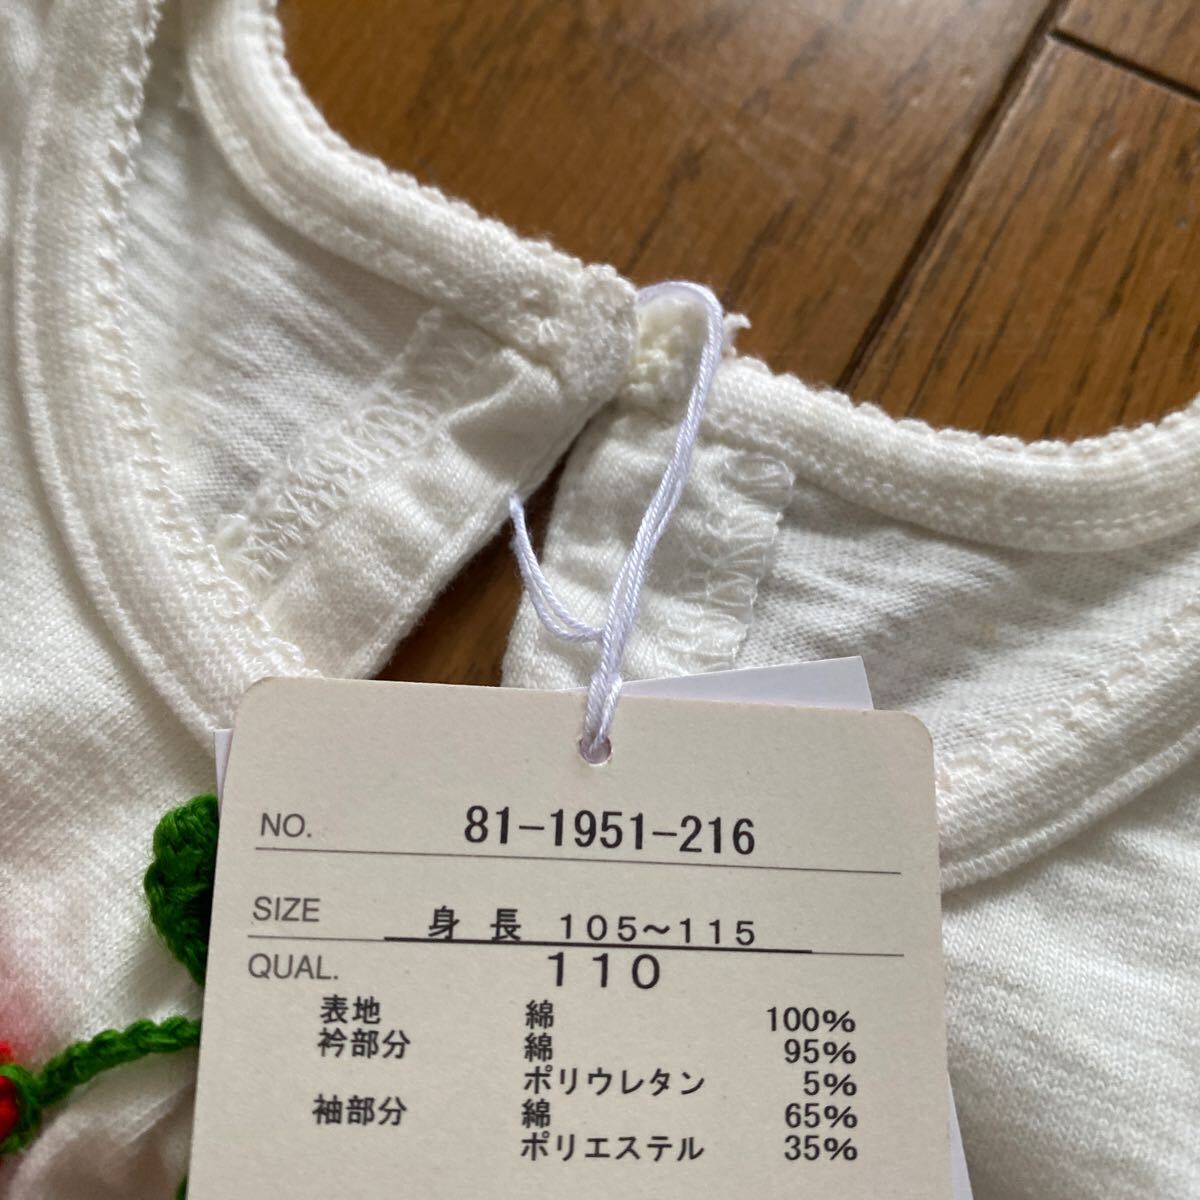 NO. 81-1951-216
SIZE 身長 105～115
QUAL. 110
表地 綿 100%
衿部分 綿 95%
ポリウレタン 5%
袖部分 綿 65%
ポリエステル 35%